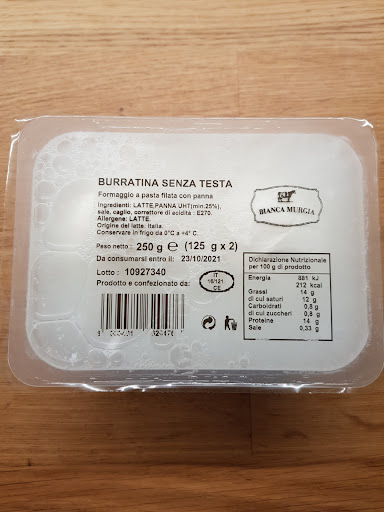 BURRATINA SENZA TESTA
Formaggio a pasta filata con panna
Ingredienti: LATTE,PANNA UHT(min.25%),
sale, caglio, correttore di acidità : E270.
Allergene: LATTE.
Origine del latte: Italia.
Conservare in frigo da 0°C a +4° C.
Peso netto: 250 g e (125 g x 2)
Da consumarsi entro il: 23/10/2021
Lotto : 10927340
Prodotto e confezionato da:
IT
16/121
CE
BIANCA MURGIA
Dichiarazione Nutrizionale
per 100 g di prodotto
Energia 881 kJ
212 kcal
Grassi 14 g
di cui saturi 12 g
Carboidrati 0,8 g
di cui zuccheri 0,8 g
Proteine 14 g
Sale 0,33 g